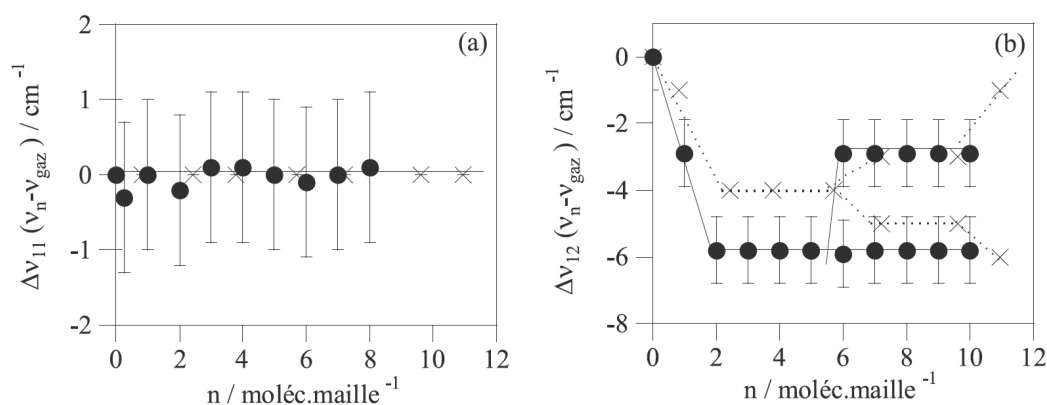 (a)
2
1
0
-1
-2
Δν11 (νn-νgaz) / cm -1
0 2 4 6 8 10 12
n / moléc.maille -1
(b)
0
-2
-4
-6
-8
Δν12 (νn-νgaz) / cm -1
0 2 4 6 8 10 12
n / moléc.maille -1